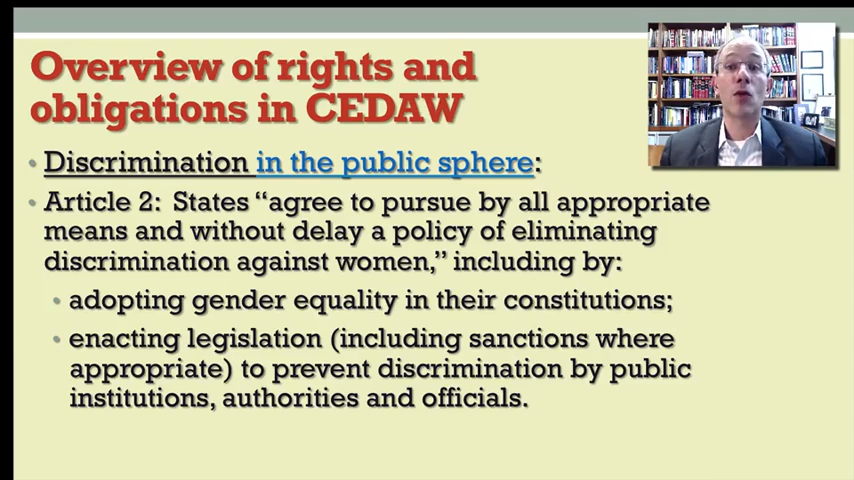 Overview of rights and
obligations in CEDAW
• Discrimination in the public sphere:
• Article 2: States “agree to pursue by all appropriate
means and without delay a policy of eliminating
discrimination against women,” including by:
• adopting gender equality in their constitutions;
• enacting legislation (including sanctions where
appropriate) to prevent discrimination by public
institutions, authorities and officials.